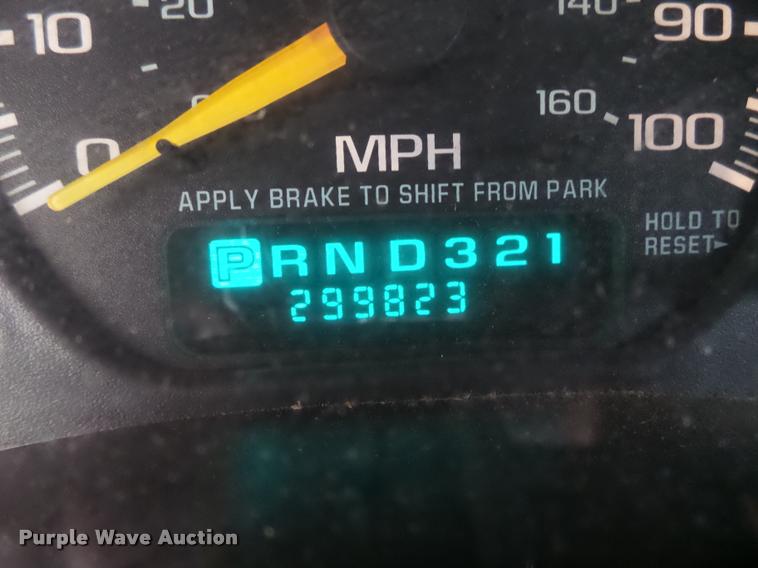 20
140
10
90
160
100
0
MPH
APPLY BRAKE TO SHIFT FROM PARK
HOLD TO
RESET
PRND321
299823
Purple Wave Auction